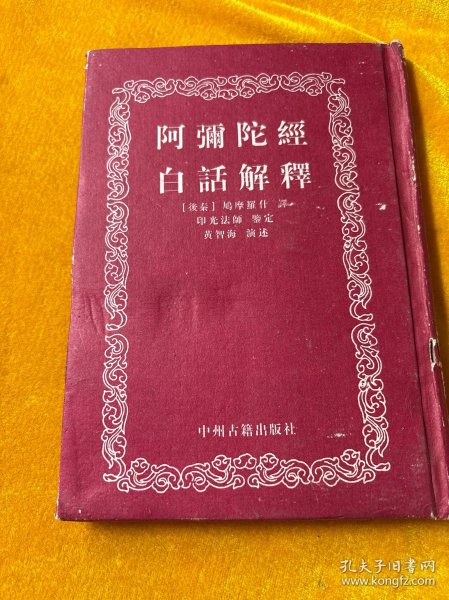 阿彌陀經
白話解釋
[後秦] 鳩摩羅什 譯
印光法師 鑒定
黃智海 演述
中州古籍出版社
孔夫子旧书网
www.kongfz.com